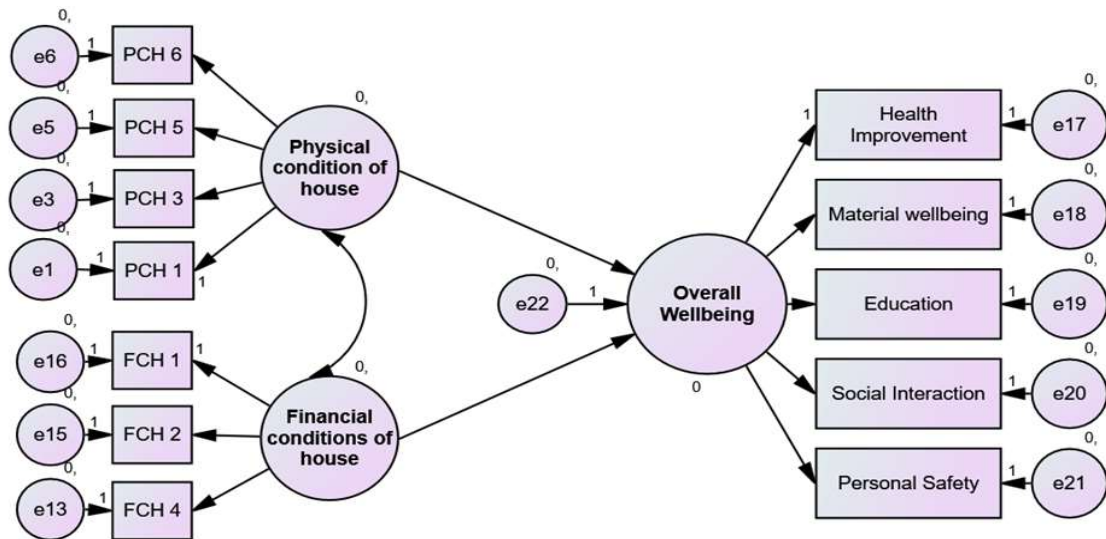 0,
e6
1
PCH 6
0,
e5
1
PCH 5
0,
e3
1
PCH 3
0,
e1
1
PCH 1
1
0,
Physical
condition of
house
0,
e16
1
FCH 1
1
0,
e15
1
FCH 2
0,
e13
1
FCH 4
0,
Financial
conditions of
house
0,
e22
1
Overall
Wellbeing
0
1
Health
Improvement
1
0,
e17
Material wellbeing
1
0,
e18
Education
1
0,
e19
Social Interaction
1
0,
e20
Personal Safety
1
0,
e21